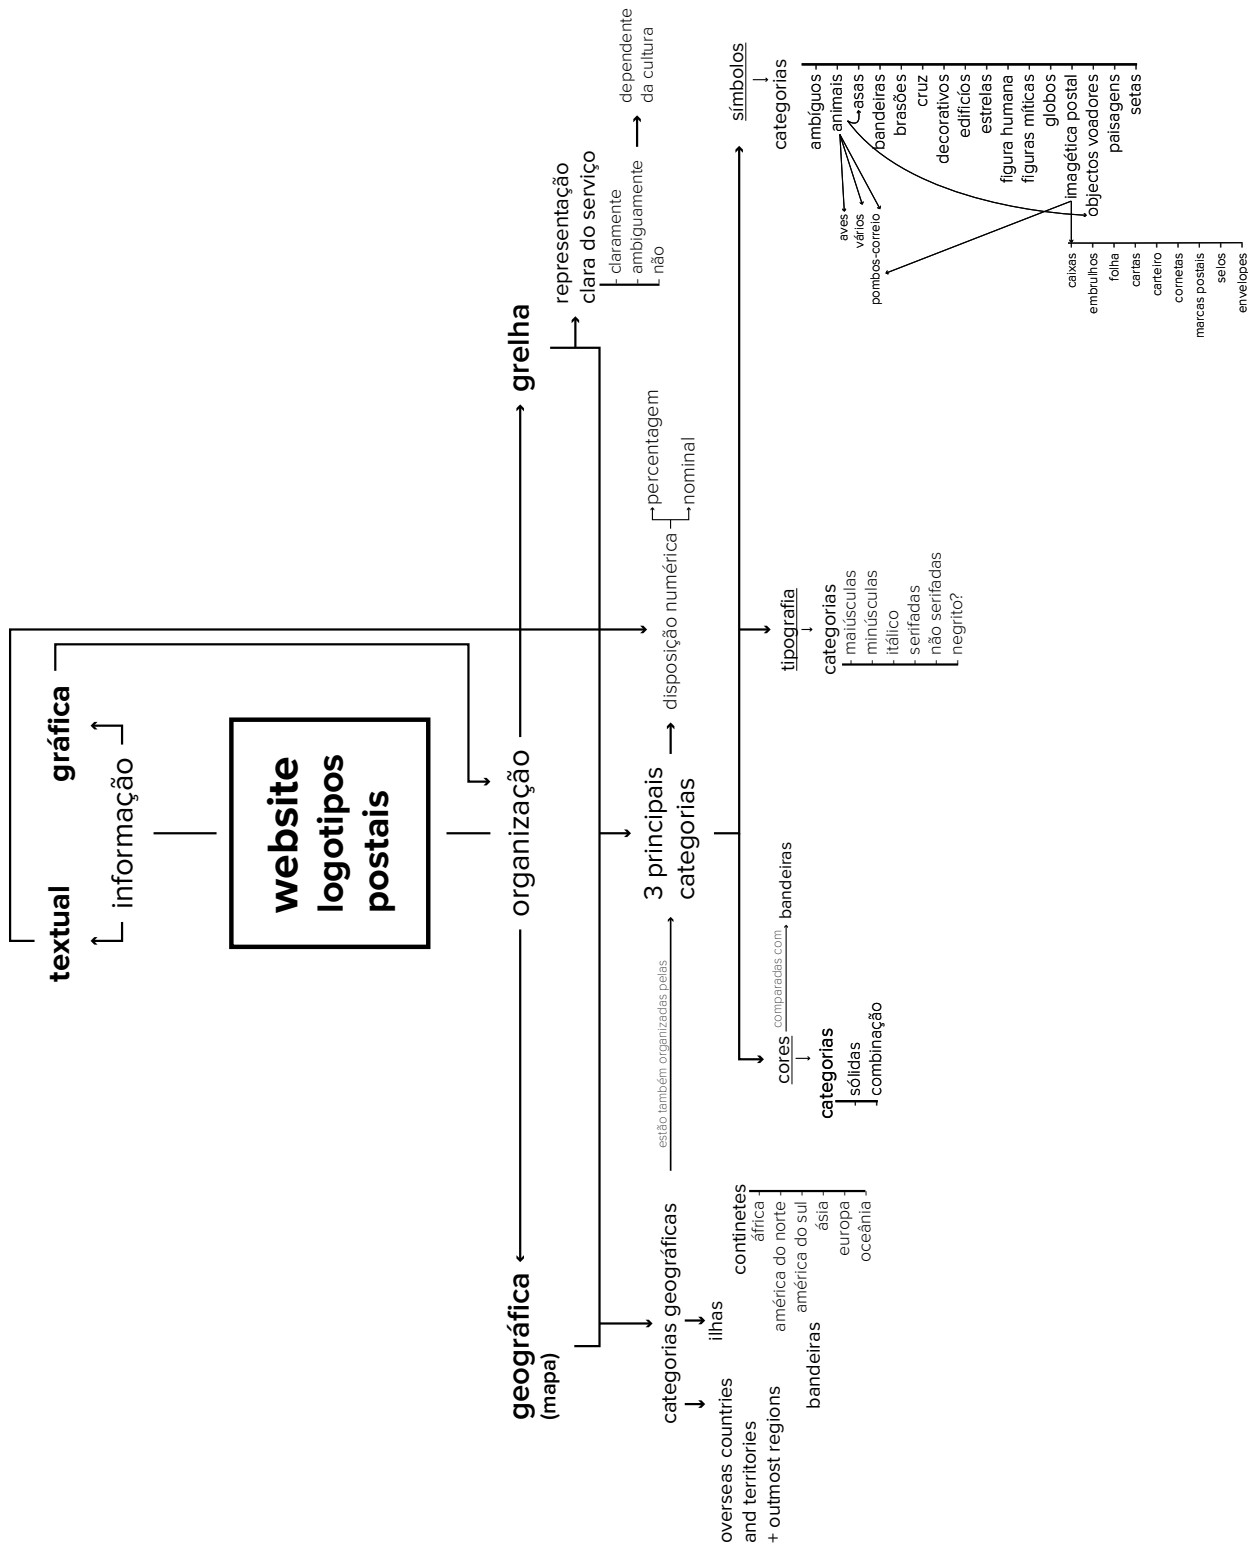 textual
gráfica
informação
website
logotipos
postais
organização
geográfica
(mapa)
grelha
representação
clara do serviço
claramente
ambiguamente
não
dependente
da cultura
categorias geográficas
estão também organizadas pelas
3 principais
categorias
disposição numérica
percentagem
nominal
overseas countries
and territories
+ outmost regions
ilhas
continetes
áfrica
américa do norte
américa do sul
ásia
europa
oceânia
bandeiras
cores
comparadas com
bandeiras
categorias
sólidas
combinação
tipografia
categorias
maiúsculas
minúsculas
itálico
serifadas
não serifadas
negrito?
símbolos
categorias
ambíguos
animais
asas
bandeiras
brasões
cruz
decorativos
edifícios
estrelas
figura humana
figuras míticas
globos
imagética postal
objectos voadores
paisagens
setas
aves
vários
pombos-correio
caixas
embrulhos
folha
cartas
carteiro
cornetas
marcas postais
selos
envelopes